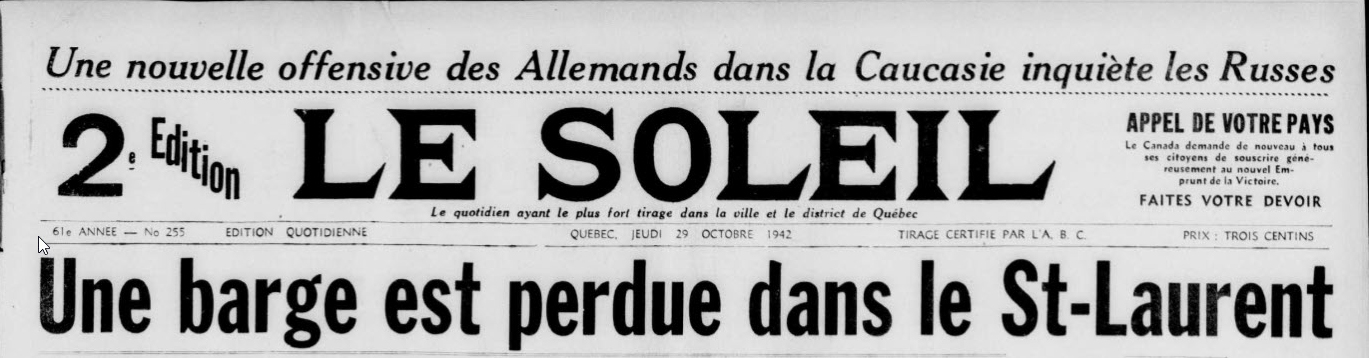 Une nouvelle offensive des Allemands dans la Caucasie inquiète les Russes
2e Edition
LE SOLEIL
APPEL DE VOTRE PAYS
Le Canada demande de nouveau à tous
ses citoyens de souscrire géné-
reusement au nouvel Em-
prunt de la Victoire.
FAITES VOTRE DEVOIR
Le quotidien ayant le plus fort tirage dans la ville et le district de Québec
61e ANNEE — No 255 EDITION QUOTIDIENNE QUEBEC, JEUDI 29 OCTOBRE 1942 TIRAGE CERTIFIE PAR L'A. B. C. PRIX : TROIS CENTINS
Une barge est perdue dans le St-Laurent